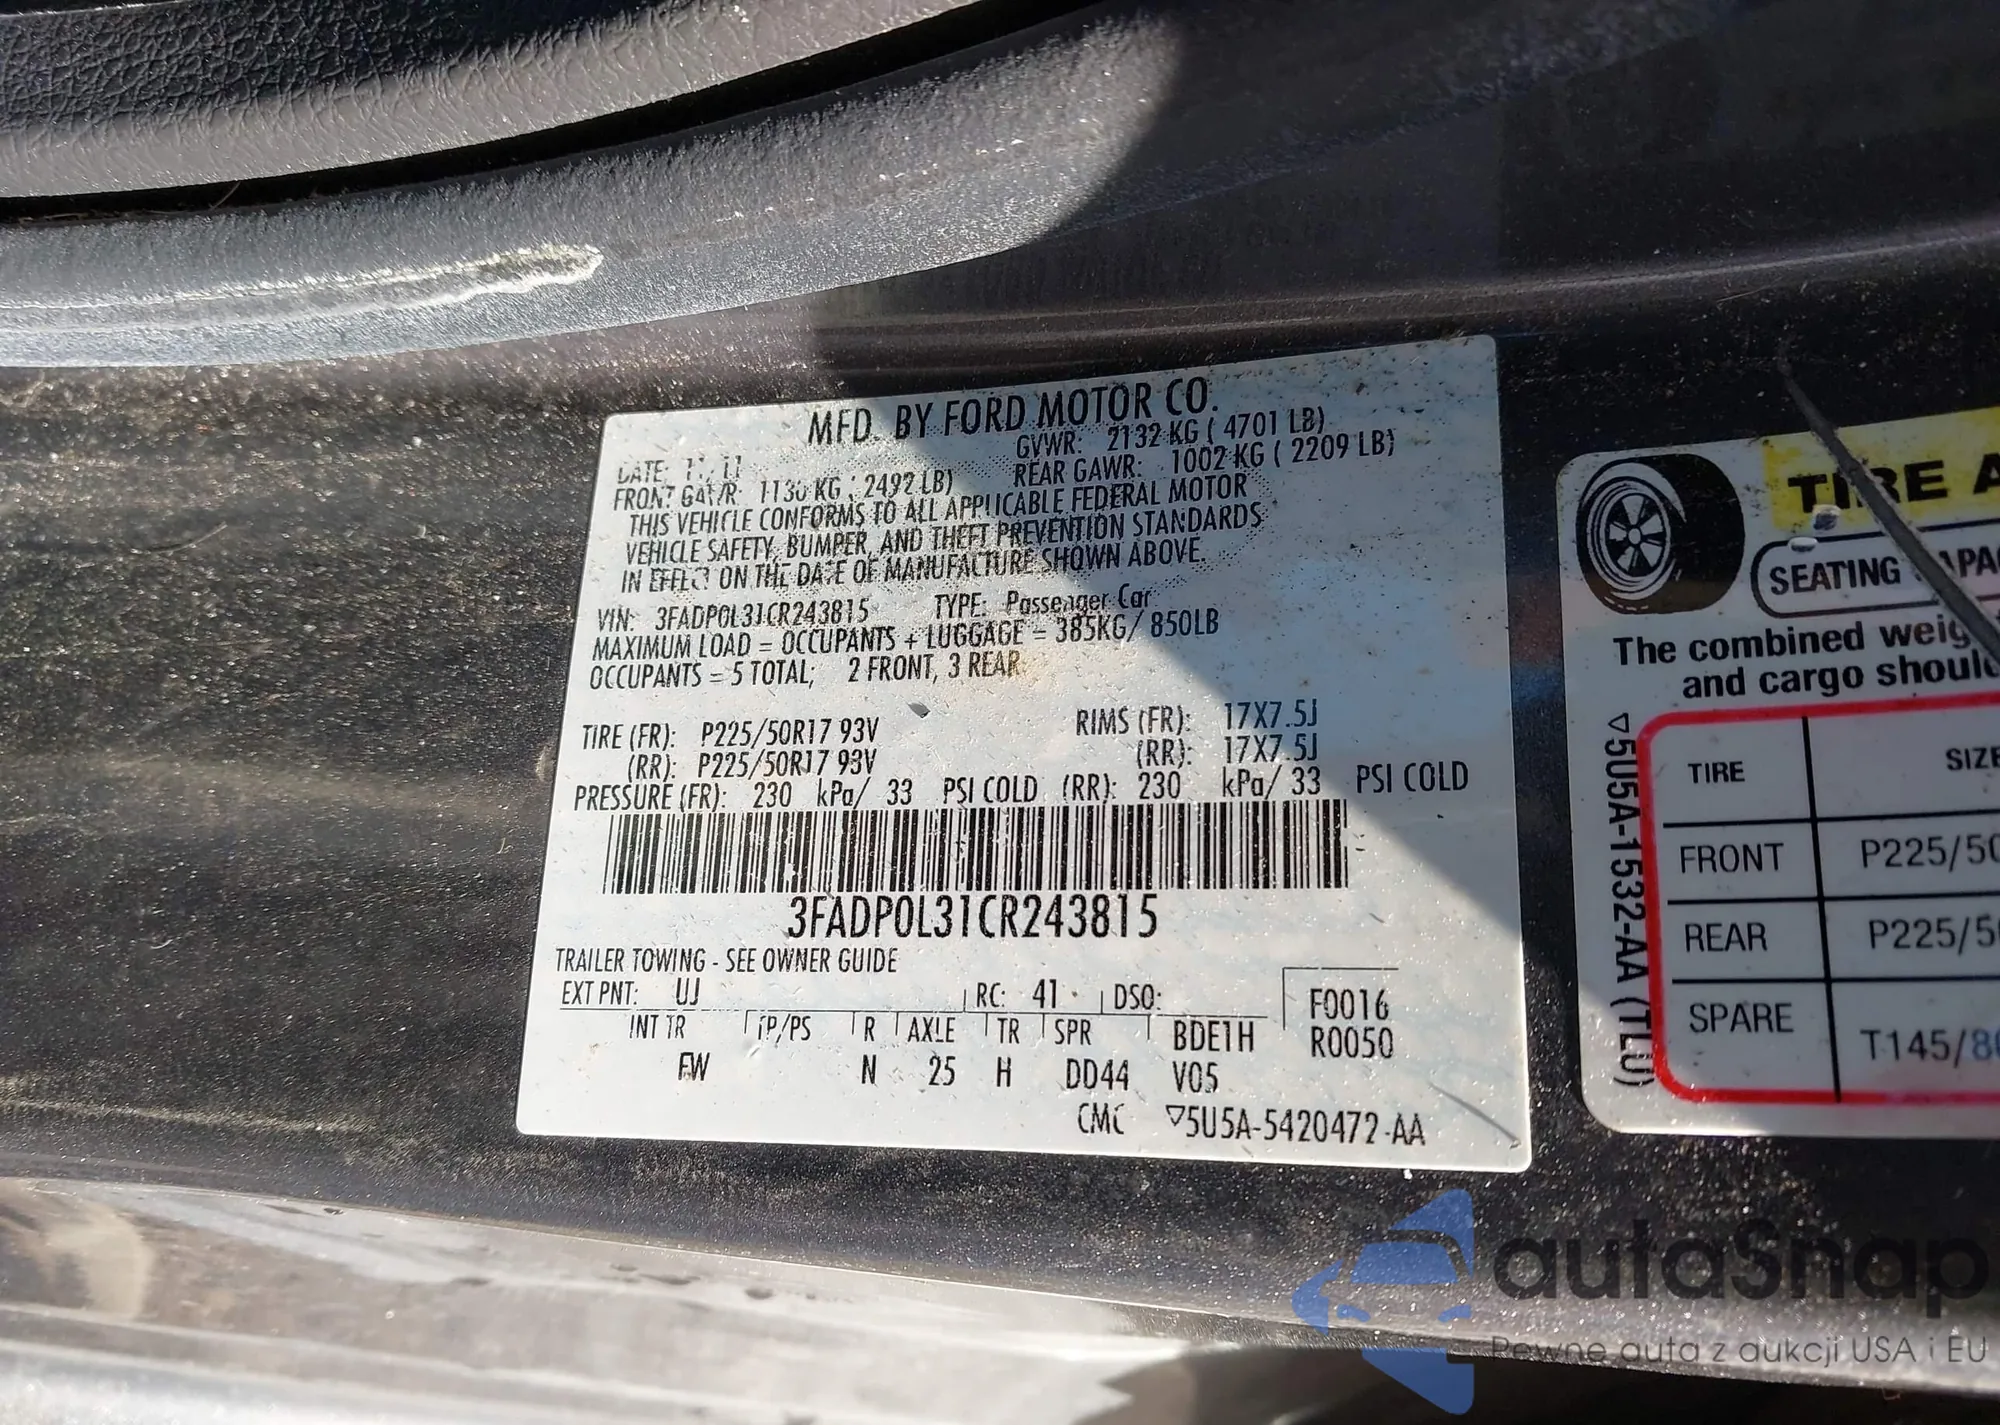 MFD. BY FORD MOTOR CO.
DATE: 11/11 GVWR: 2132 KG ( 4701 LB)
FRONT GAWR: 1130 KG ( 2492 LB) REAR GAWR: 1002 KG ( 2209 LB)
THIS VEHICLE CONFORMS TO ALL APPLICABLE FEDERAL MOTOR
VEHICLE SAFETY, BUMPER, AND THEFT PREVENTION STANDARDS
IN EFFECT ON THE DATE OF MANUFACTURE SHOWN ABOVE.
VIN: 3FADP0L31CR243815 TYPE: Passenger Car
MAXIMUM LOAD = OCCUPANTS + LUGGAGE = 385KG/ 850LB
OCCUPANTS = 5 TOTAL; 2 FRONT, 3 REAR
TIRE (FR): P225/50R17 93V RIMS (FR): 17X7.5J
(RR): P225/50R17 93V (RR): 17X7.5J
PRESSURE (FR): 230 kPa/ 33 PSI COLD (RR): 230 kPa/ 33 PSI COLD
3FADP0L31CR243815
TRAILER TOWING - SEE OWNER GUIDE
EXT PNT: UJ RC: 41 DSO: F0016
INT TR TP/PS R AXLE TR SPR BDE1H R0050
FW N 25 H DD44 V05
CMC ▽5U5A-5420472-AA
TIRE A
SEATING
The combined weig
and cargo should
▽5U5A-1532-AA (TLU)
TIRE SIZE
FRONT P225/50
REAR P225/50
SPARE T145/80
autaSnap
Pewne auta z aukcji USA i EU